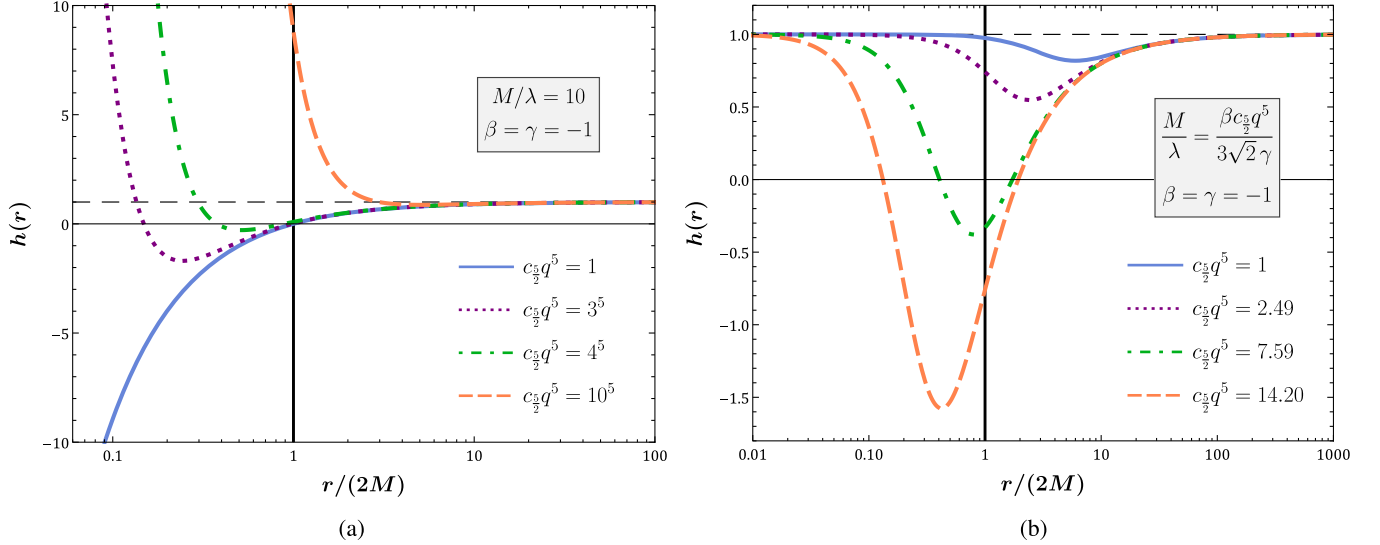 10
5
0
−5
−10
h(r)
0.1
1
10
100
r/(2M)
M/λ = 10
β = γ = −1
c_{5/2} q^5 = 1
c_{5/2} q^5 = 3^5
c_{5/2} q^5 = 4^5
c_{5/2} q^5 = 10^5
(a)
1.0
0.5
0.0
−0.5
−1.0
−1.5
h(r)
0.01
0.10
1
10
100
1000
r/(2M)
M/λ = βc_{5/2} q^5/(3√2 γ)
β = γ = −1
c_{5/2} q^5 = 1
c_{5/2} q^5 = 2.49
c_{5/2} q^5 = 7.59
c_{5/2} q^5 = 14.20
(b)